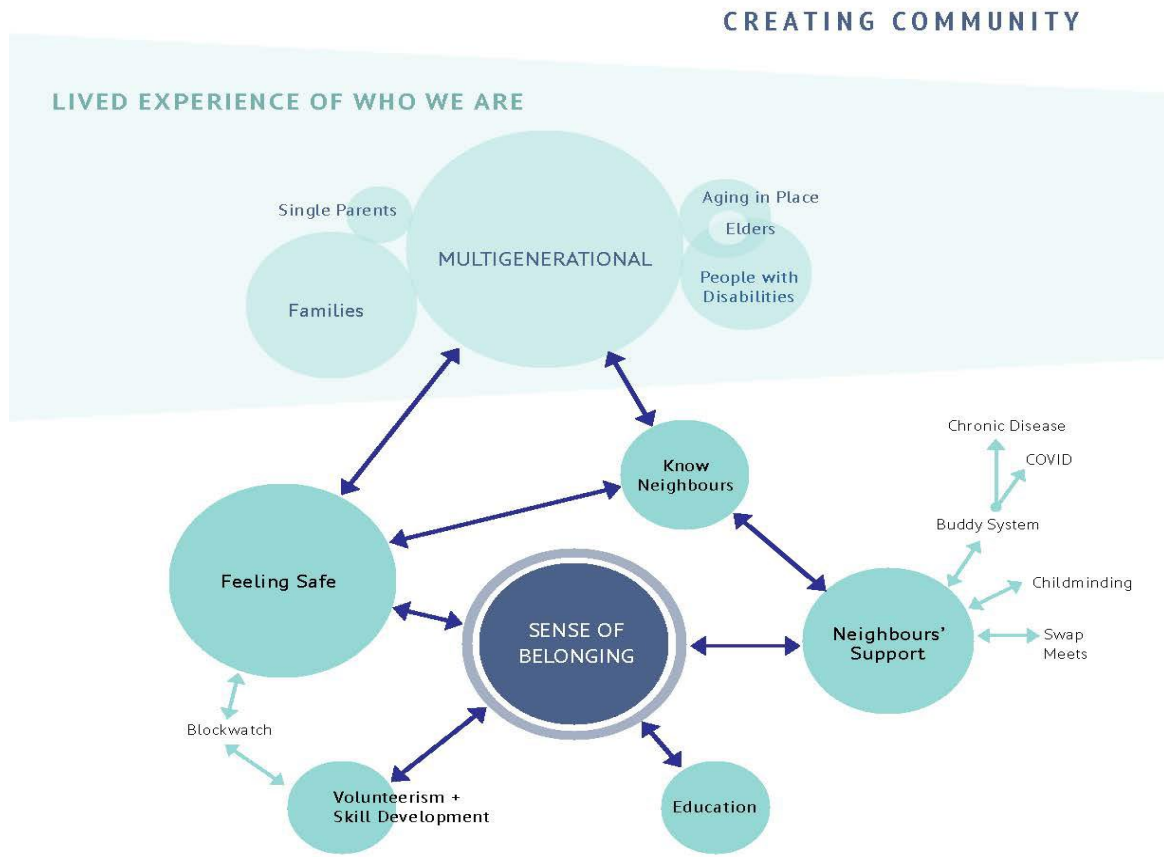 CREATING COMMUNITY
LIVED EXPERIENCE OF WHO WE ARE
Single Parents
Families
MULTIGENERATIONAL
Aging in Place
Elders
People with
Disabilities
Know
Neighbours
Chronic Disease
COVID
Buddy System
Childminding
Swap
Meets
Neighbours'
Support
Feeling Safe
SENSE OF
BELONGING
Blockwatch
Volunteerism +
Skill Development
Education